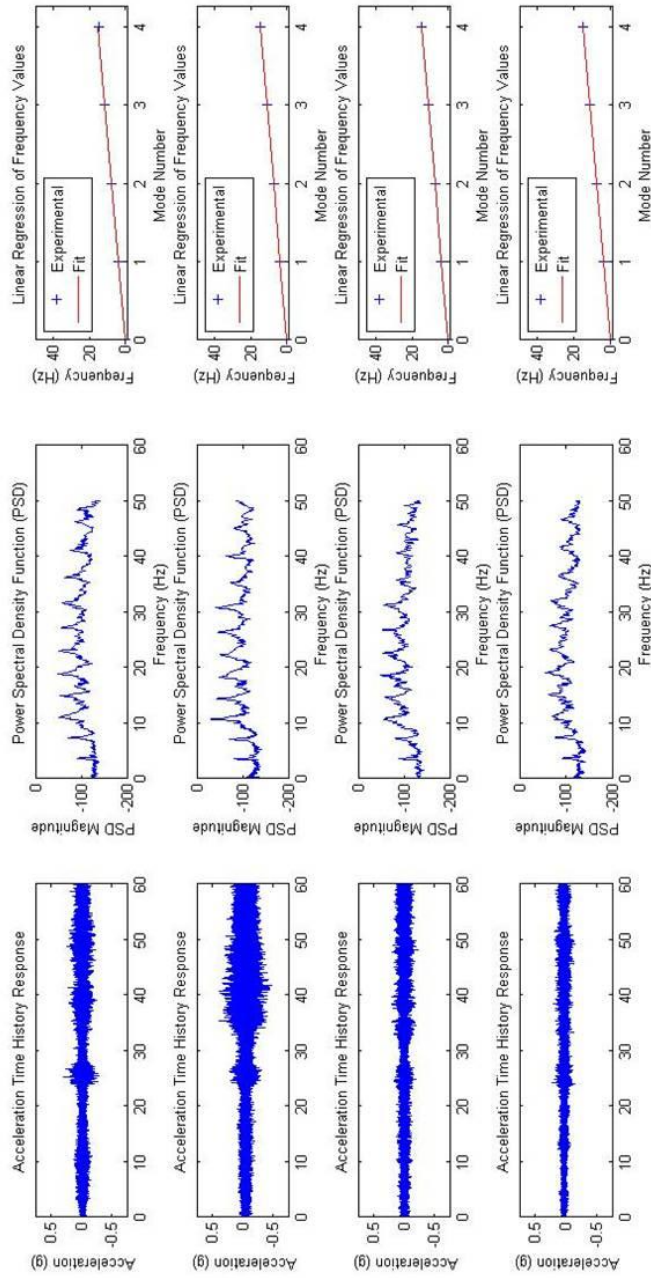 Acceleration Time History Response
Acceleration (g)
0.5
0
-0.5
0 10 20 30 40 50 60
Power Spectral Density Function (PSD)
PSD Magnitude
0
-100
-200
0 10 20 30 40 50 60
Frequency (Hz)
Linear Regression of Frequency Values
Frequency (Hz)
40
20
0
Experimental
Fit
0 1 2 3 4
Mode Number
Acceleration Time History Response
Acceleration (g)
0.5
0
-0.5
0 10 20 30 40 50 60
Power Spectral Density Function (PSD)
PSD Magnitude
0
-100
-200
0 10 20 30 40 50 60
Frequency (Hz)
Linear Regression of Frequency Values
Frequency (Hz)
40
20
0
Experimental
Fit
0 1 2 3 4
Mode Number
Acceleration Time History Response
Acceleration (g)
0.5
0
-0.5
0 10 20 30 40 50 60
Power Spectral Density Function (PSD)
PSD Magnitude
0
-100
-200
0 10 20 30 40 50 60
Frequency (Hz)
Linear Regression of Frequency Values
Frequency (Hz)
40
20
0
Experimental
Fit
0 1 2 3 4
Mode Number
Acceleration Time History Response
Acceleration (g)
0.5
0
-0.5
0 10 20 30 40 50 60
Power Spectral Density Function (PSD)
PSD Magnitude
0
-100
-200
0 10 20 30 40 50 60
Frequency (Hz)
Linear Regression of Frequency Values
Frequency (Hz)
40
20
0
Experimental
Fit
0 1 2 3 4
Mode Number